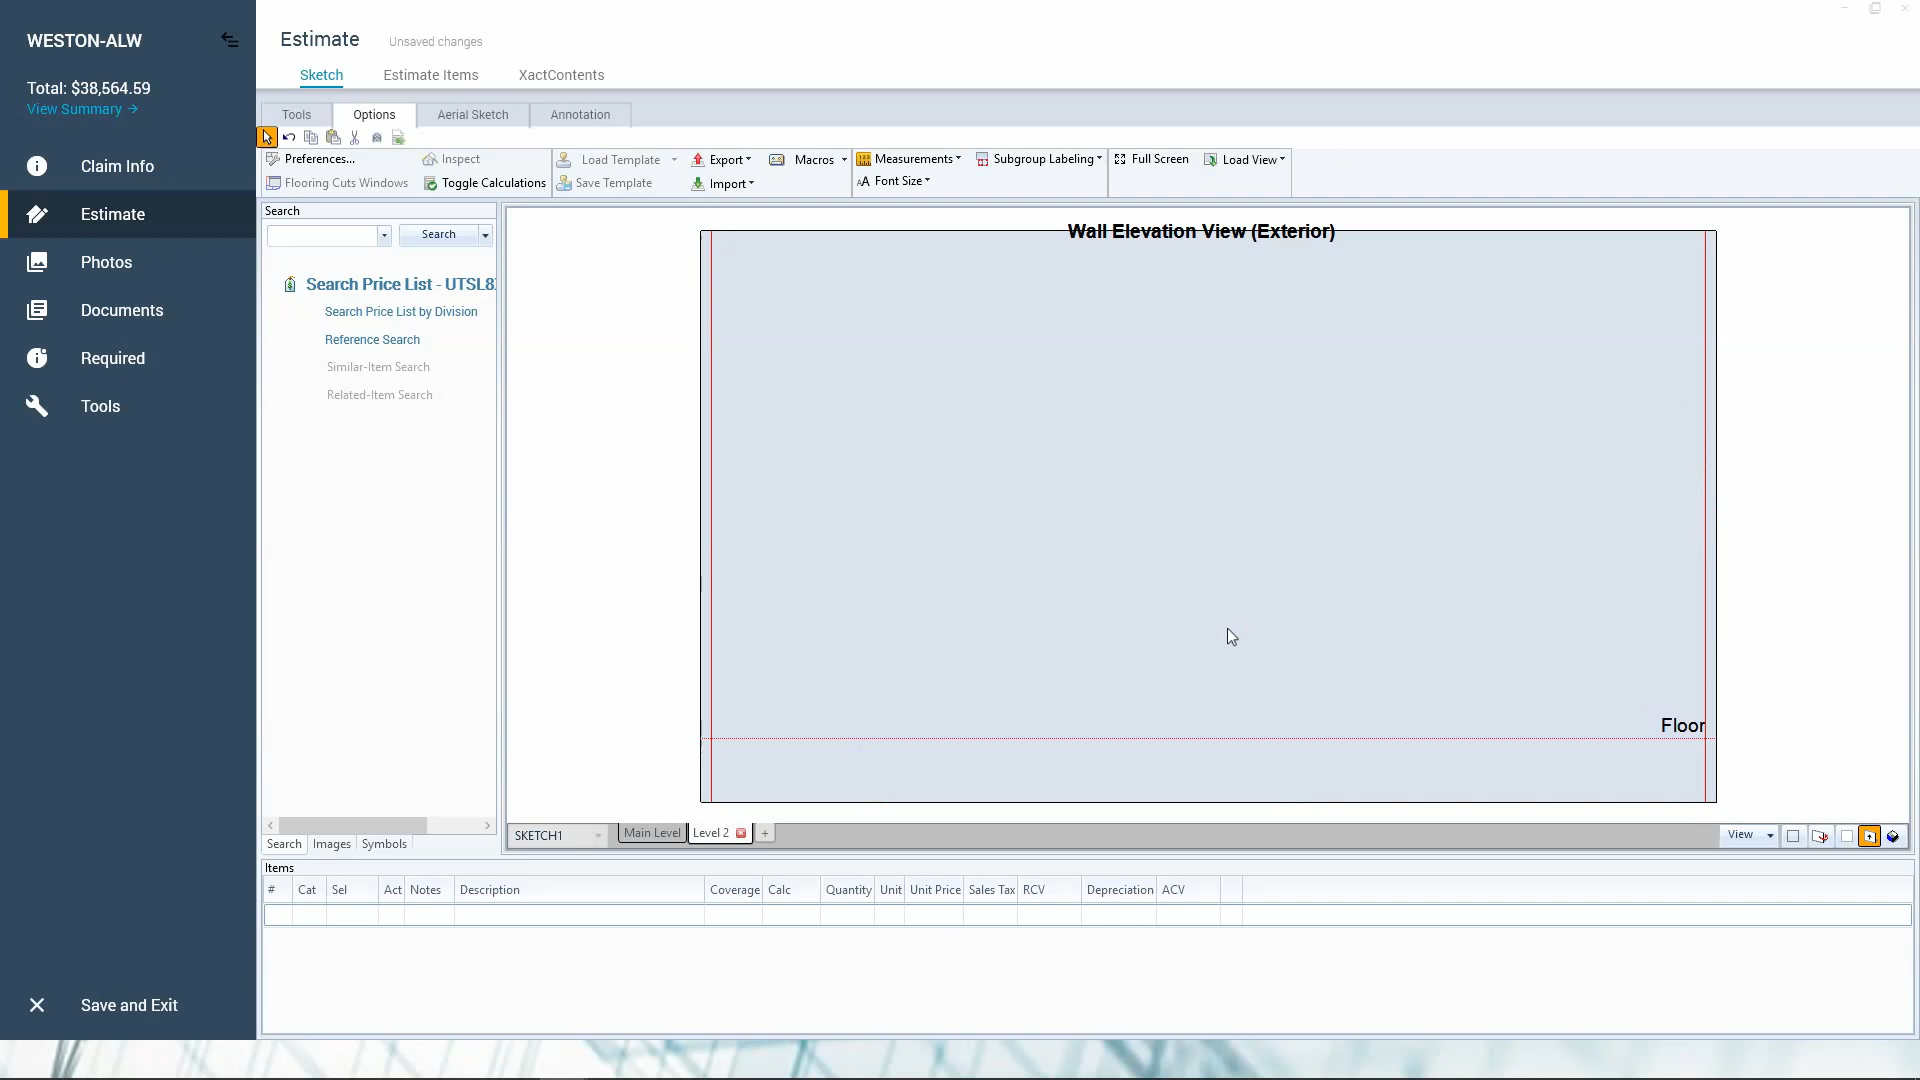 WESTON-ALW
Total: $38,564.59
View Summary →
Claim Info
Estimate
Photos
Documents
Required
Tools
Save and Exit
Estimate
Unsaved changes
Sketch
Estimate Items
XactContents
Tools
Options
Aerial Sketch
Annotation
Preferences...
Inspect
Flooring Cuts Windows
Toggle Calculations
Load Template
Save Template
Export
Import
Macros
Measurements
Font Size
Subgroup Labeling
Full Screen
Load View
Search
Search
Search Price List - UTSL8
Search Price List by Division
Reference Search
Similar-Item Search
Related-Item Search
Search Images Symbols
Wall Elevation View (Exterior)
Floor
SKETCH1
Main Level
Level 2
+
View
Items
# Cat Sel Act Notes Description Coverage Calc Quantity Unit Unit Price Sales Tax RCV Depreciation ACV